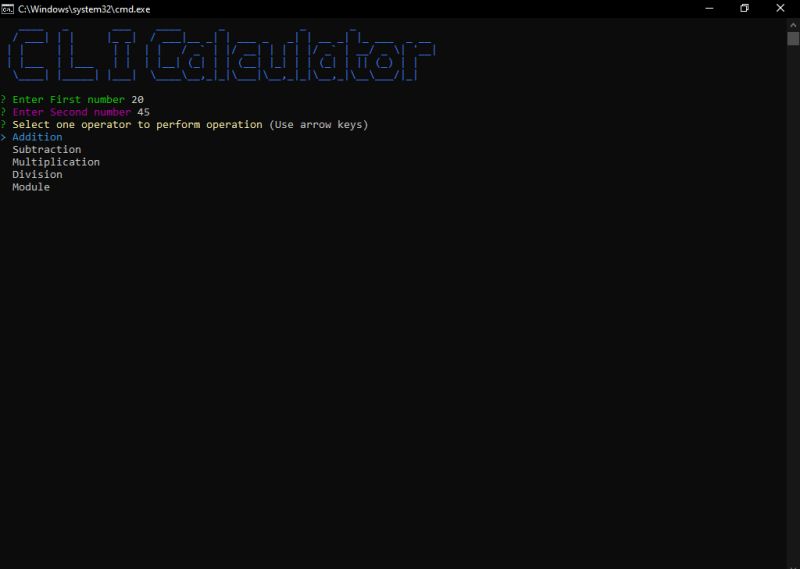 C:\Windows\system32\cmd.exe
CLI Calculator
? Enter First number 20
? Enter Second number 45
? Select one operator to perform operation (Use arrow keys)
> Addition
Subtraction
Multiplication
Division
Module